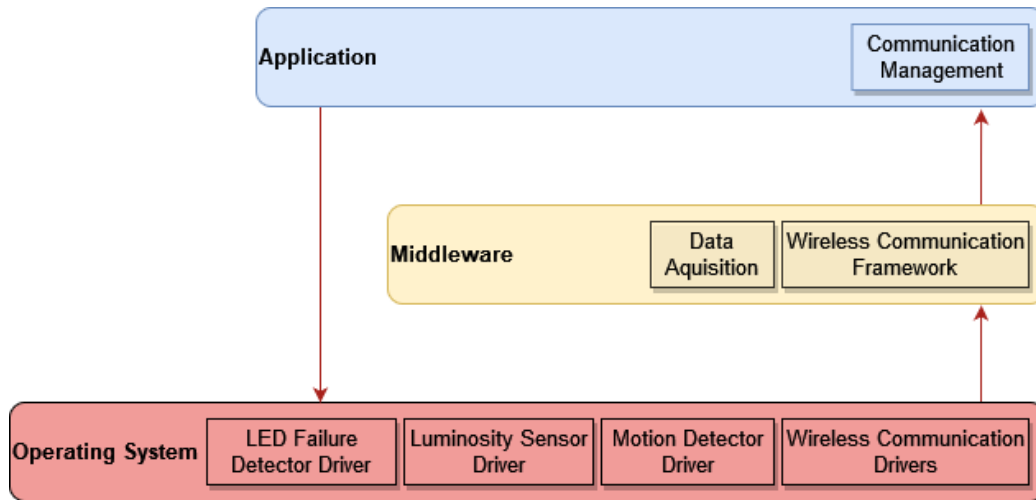 Application
Communication
Management
Middleware
Data
Aquisition
Wireless Communication
Framework
Operating System
LED Failure
Detector Driver
Luminosity Sensor
Driver
Motion Detector
Driver
Wireless Communication
Drivers